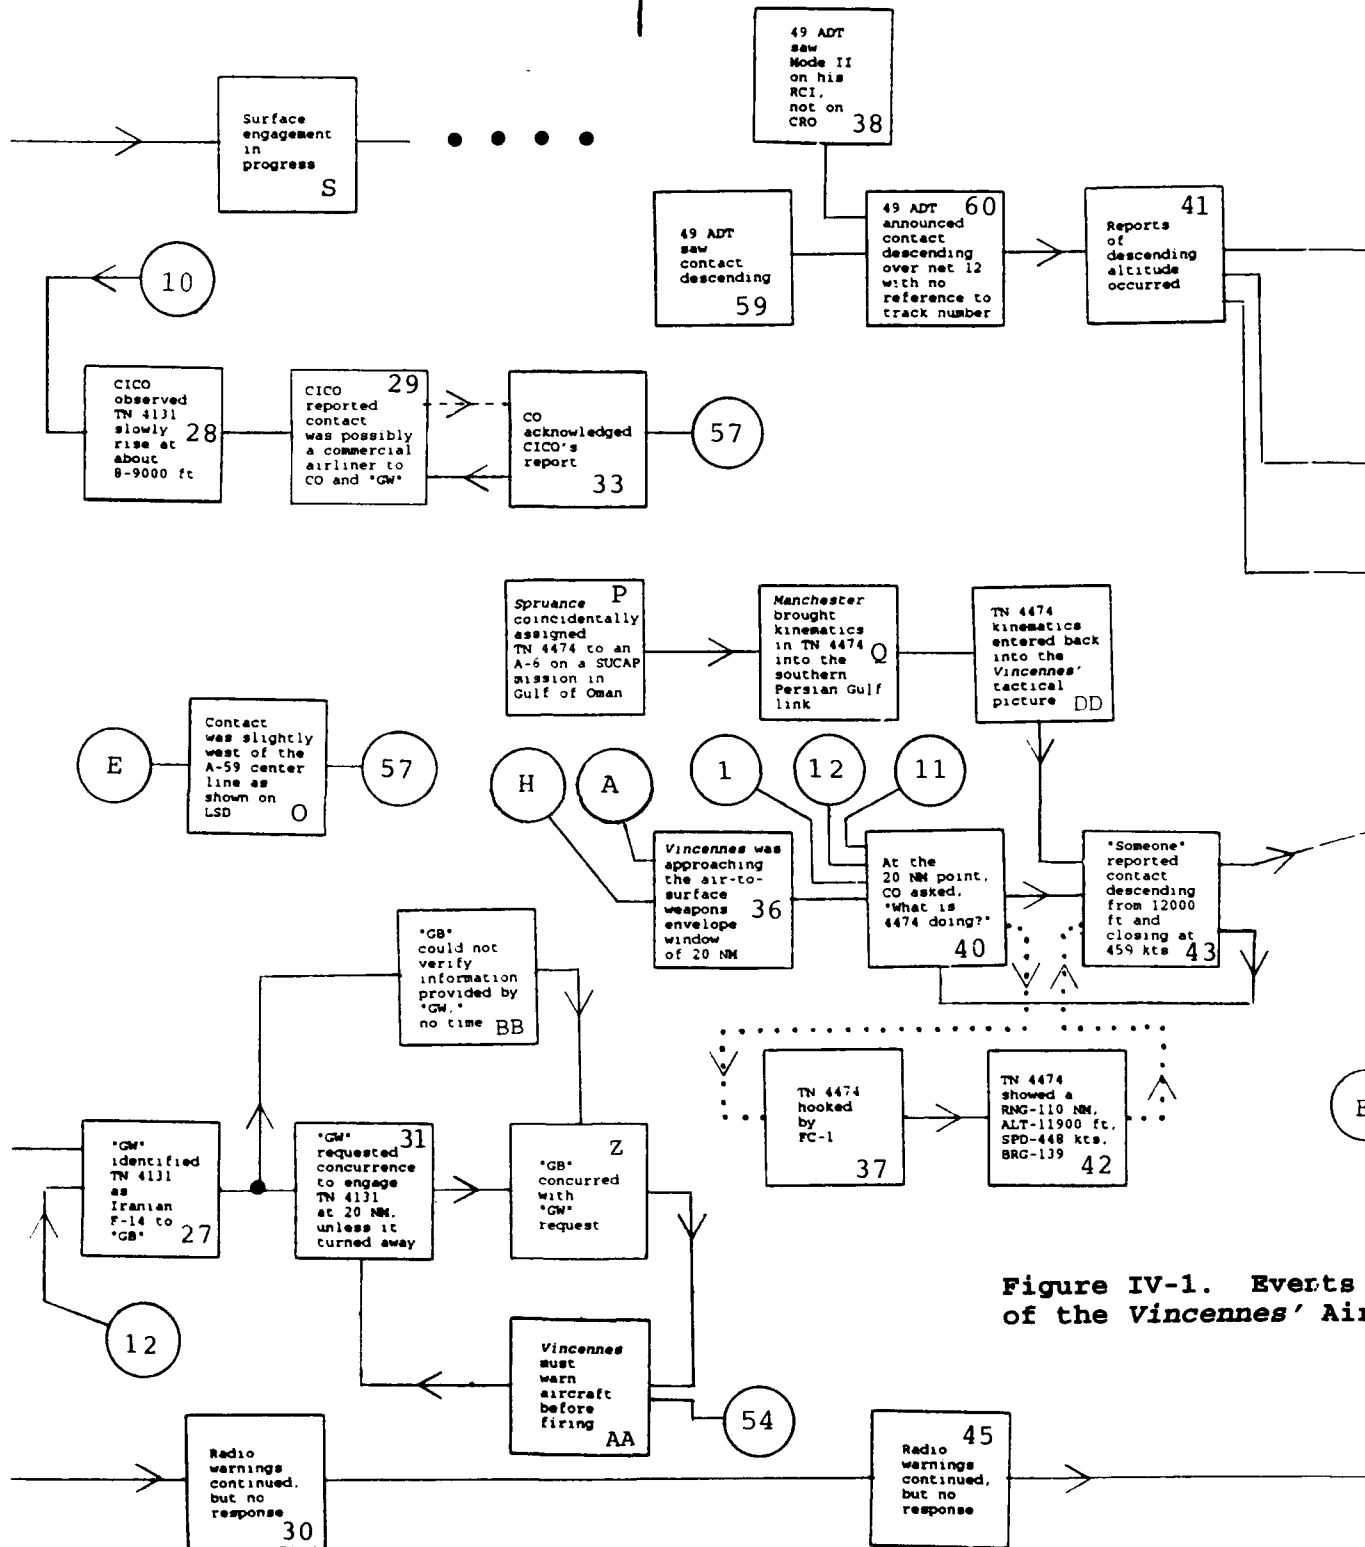 49 ADT
saw
Mode II
on his
RCI,
not on
CRO
38
Surface
engagement
in
progress
S
49 ADT
saw
contact
descending
59
49 ADT
60
announced
contact
descending
over net 12
with no
reference to
track number
41
Reports
of
descending
altitude
occurred
10
CICO
observed
TN 4131
slowly
rise at
about
8-9000 ft
28
29
CICO
reported
contact
was possibly
a commercial
airliner to
CO and "GW"
CO
acknowledged
CICO's
report
33
57
Spruance
P
coincidentally
assigned
TN 4474 to an
A-6 on a SUCAP
mission in
Gulf of Oman
Manchester
brought
kinematics
in TN 4474
into the
southern
Persian Gulf
link
Q
TN 4474
kinematics
entered back
into the
Vincennes'
tactical
picture
DD
E
Contact
was slightly
west of the
A-59 center
line as
shown on
LSD
O
57
H
A
1
12
11
Vincennes was
approaching
the air-to-
surface
weapons
envelope
window
of 20 NM
36
At the
20 NM point,
CO asked,
"What is
4474 doing?"
40
"Someone"
reported
contact
descending
from 12000
ft and
closing at
459 kts
43
"GB"
could not
verify
information
provided by
"GW,"
no time
BB
TN 4474
hooked
by
FC-1
37
TN 4474
showed a
RNG-110 NM,
ALT-11900 ft,
SPD-448 kts,
BRG-139
42
"GW"
identified
TN 4131
as
Iranian
F-14 to
"GB"
27
"GW"
31
requested
concurrence
to engage
TN 4131
at 20 NM,
unless it
turned away
Z
"GB"
concurred
with
"GW"
request
12
Vincennes
must
warn
aircraft
before
firing
AA
54
Figure IV-1. Events
of the Vincennes' Air
Radio
warnings
continued,
but no
response
30
45
Radio
warnings
continued,
but no
response